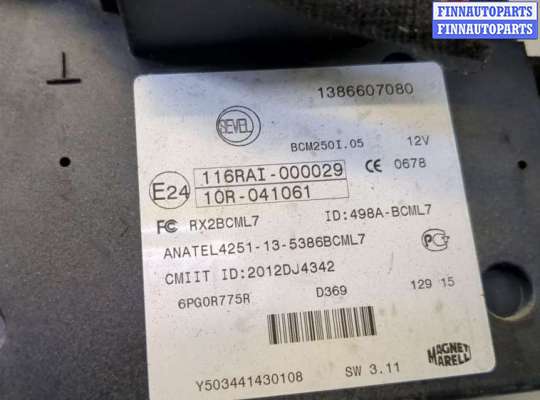 FINNAUTOPARTS
FINNAUTOPARTS
1386607080
SEVEL
BCM250I.05 12V
E24 116RAI-000029 CE 0678
10R-041061
FC RX2BCML7 ID:498A-BCML7
ANATEL4251-13-5386BCML7
CMIIT ID:2012DJ4342
6PG0R775R D369 129 15
MAGNETI MARELLI
Y503441430108 SW 3.11